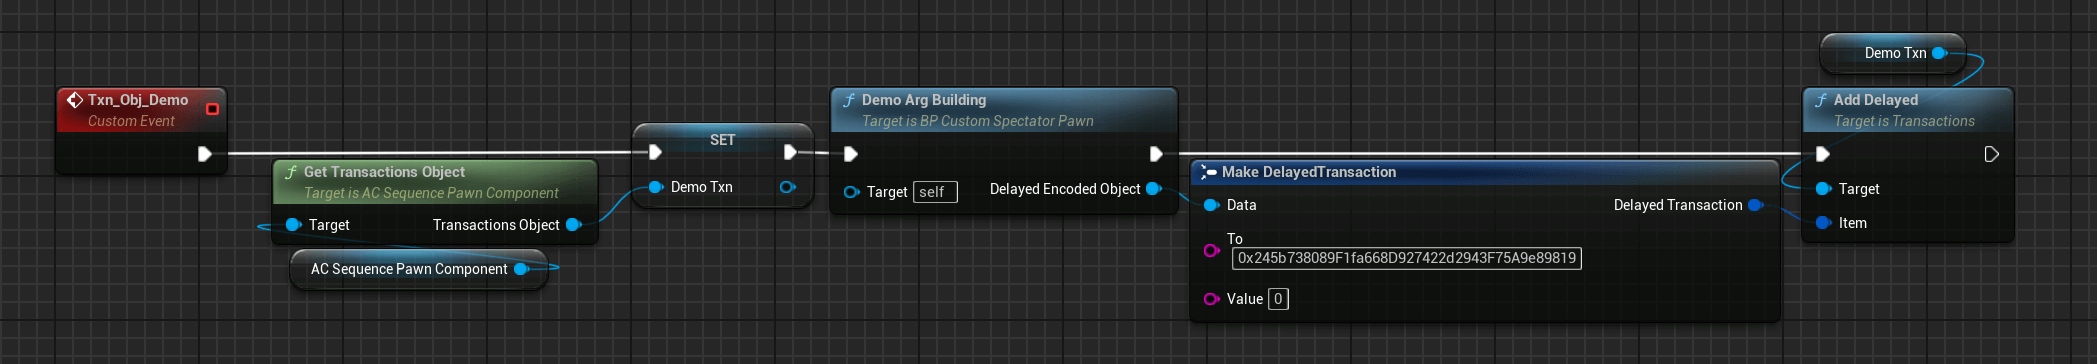 Txn_Obj_Demo
Custom Event
Get Transactions Object
Target is AC Sequence Pawn Component
Target
Transactions Object
AC Sequence Pawn Component
SET
Demo Txn
Demo Arg Building
Target is BP Custom Spectator Pawn
Target self
Delayed Encoded Object
Make DelayedTransaction
Data
Delayed Transaction
To
0x245b738089F1fa668D927422d2943F75A9e89819
Value 0
Demo Txn
Add Delayed
Target is Transactions
Target
Item